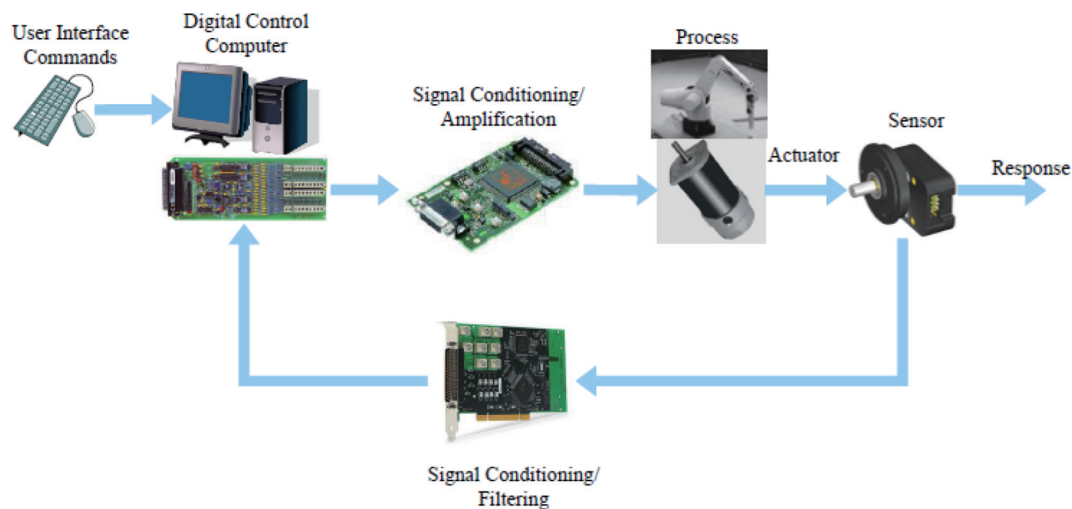 User Interface
Commands
Digital Control
Computer
Signal Conditioning/
Amplification
Process
Actuator
Sensor
Response
Signal Conditioning/
Filtering